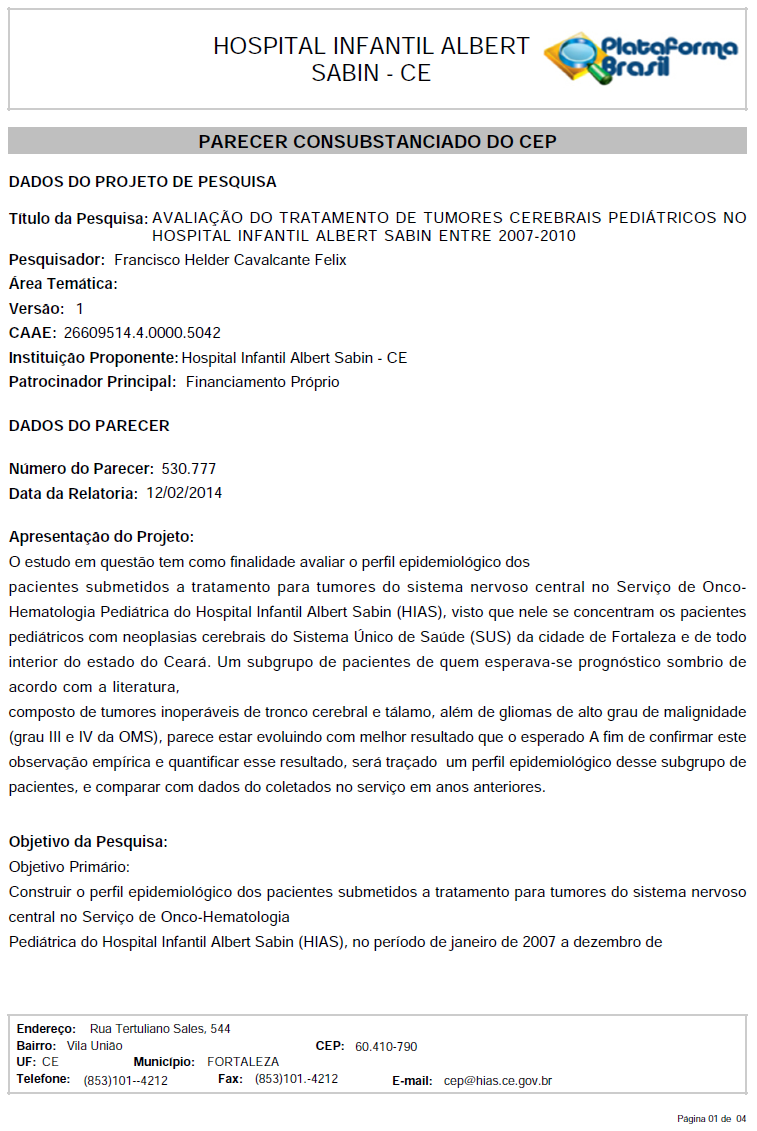 HOSPITAL INFANTIL ALBERT
SABIN - CE
Plataforma
Brasil
PARECER CONSUBSTANCIADO DO CEP
DADOS DO PROJETO DE PESQUISA
Título da Pesquisa: AVALIAÇÃO DO TRATAMENTO DE TUMORES CEREBRAIS PEDIÁTRICOS NO
HOSPITAL INFANTIL ALBERT SABIN ENTRE 2007-2010
Pesquisador: Francisco Helder Cavalcante Felix
Área Temática:
Versão: 1
CAAE: 26609514.4.0000.5042
Instituição Proponente: Hospital Infantil Albert Sabin - CE
Patrocinador Principal: Financiamento Próprio
DADOS DO PARECER
Número do Parecer: 530.777
Data da Relatoria: 12/02/2014
Apresentação do Projeto:
O estudo em questão tem como finalidade avaliar o perfil epidemiológico dos
pacientes submetidos a tratamento para tumores do sistema nervoso central no Serviço de Onco-
Hematologia Pediátrica do Hospital Infantil Albert Sabin (HIAS), visto que nele se concentram os pacientes
pediátricos com neoplasias cerebrais do Sistema Único de Saúde (SUS) da cidade de Fortaleza e de todo
interior do estado do Ceará. Um subgrupo de pacientes de quem esperava-se prognóstico sombrio de
acordo com a literatura,
composto de tumores inoperáveis de tronco cerebral e tálamo, além de gliomas de alto grau de malignidade
(grau III e IV da OMS), parece estar evoluindo com melhor resultado que o esperado A fim de confirmar este
observação empírica e quantificar esse resultado, será traçado um perfil epidemiológico desse subgrupo de
pacientes, e comparar com dados do coletados no serviço em anos anteriores.
Objetivo da Pesquisa:
Objetivo Primário:
Construir o perfil epidemiológico dos pacientes submetidos a tratamento para tumores do sistema nervoso
central no Serviço de Onco-Hematologia
Pediátrica do Hospital Infantil Albert Sabin (HIAS), no período de janeiro de 2007 a dezembro de
Endereço: Rua Tertuliano Sales, 544
Bairro: Vila União CEP: 60.410-790
UF: CE Município: FORTALEZA
Telefone: (853)101--4212 Fax: (853)101.-4212 E-mail: cep@hias.ce.gov.br
Página 01 de 04